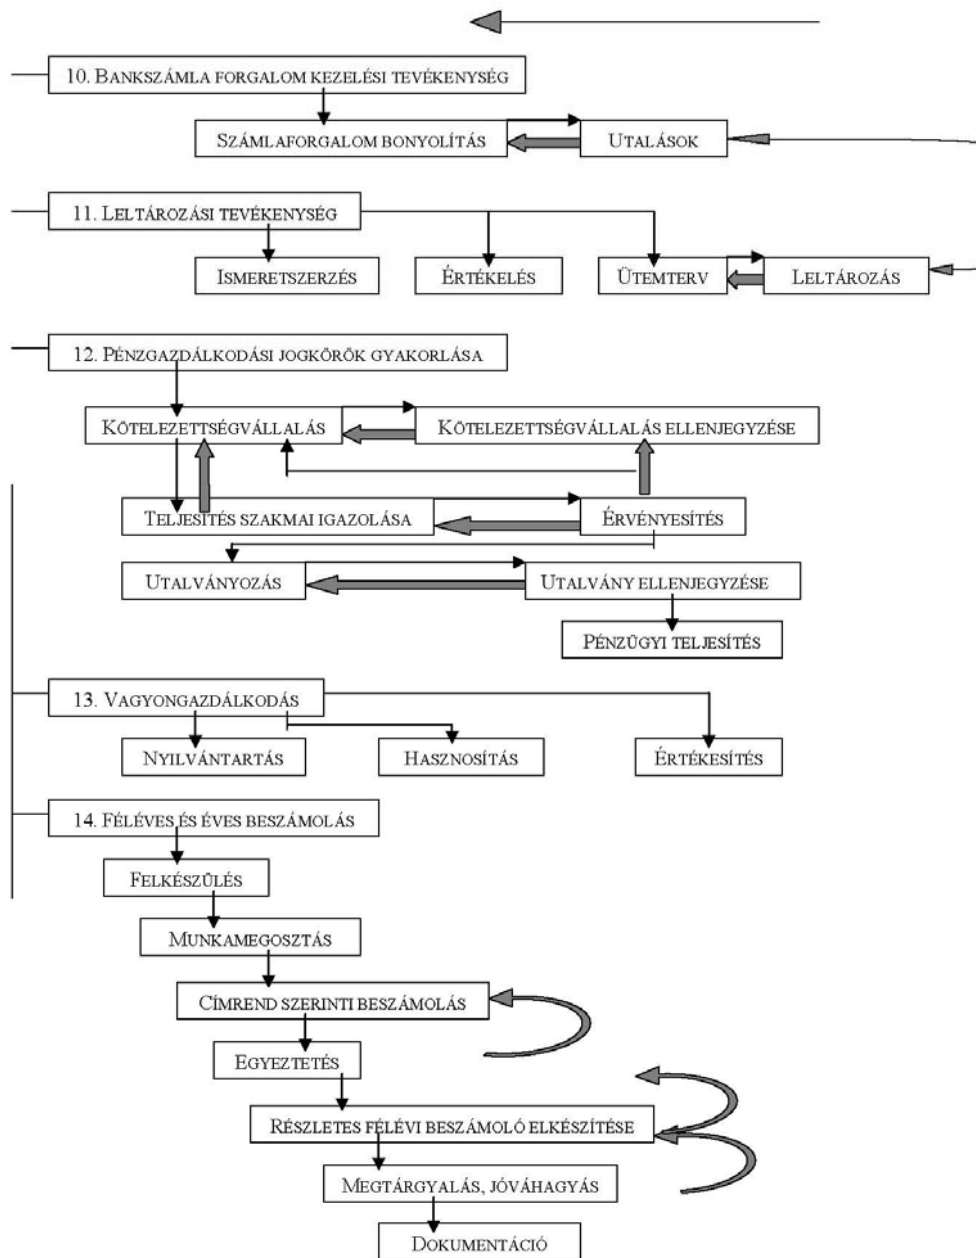 10. BANKSZÁMLA FORGALOM KEZELÉSI TEVÉKENYSÉG
SZÁMLAFORGALOM BONYOLÍTÁS
UTALÁSOK
11. LELTÁROZÁSI TEVÉKENYSÉG
ISMERETSZERZÉS
ÉRTÉKELÉS
ÜTEMTERV
LELTÁROZÁS
12. PÉNZGAZDÁLKODÁSI JOGKÖRÖK GYAKORLÁSA
KÖTELEZETTSÉGVÁLLALÁS
KÖTELEZETTSÉGVÁLLALÁS ELLENJEGYZÉSE
TELJESÍTÉS SZAKMAI IGAZOLÁSA
ÉRVÉNYESÍTÉS
UTALVÁNYOZÁS
UTALVÁNY ELLENJEGYZÉSE
PÉNZÜGYI TELJESÍTÉS
13. VAGYONGAZDÁLKODÁS
NYILVÁNTARTÁS
HASZNOSÍTÁS
ÉRTÉKESÍTÉS
14. FÉLÉVES ÉS ÉVES BESZÁMOLÁS
FELKÉSZÜLÉS
MUNKAMEGOSZTÁS
CÍMREND SZERINTI BESZÁMOLÁS
EGYEZTETÉS
RÉSZLETES FÉLÉVI BESZÁMOLÓ ELKÉSZÍTÉSE
MEGTÁRGYALÁS, JÓVÁHAGYÁS
DOKUMENTÁCIÓ